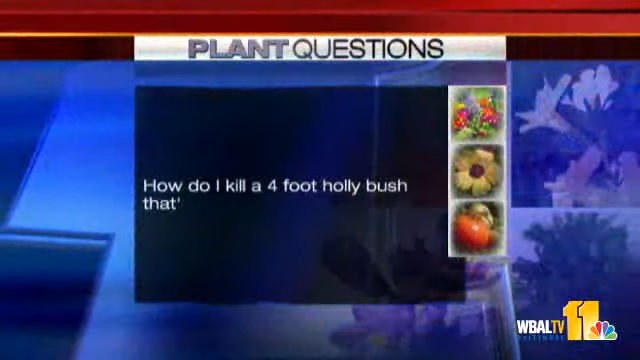 PLANT QUESTIONS
How do I kill a 4 foot holly bush
that'
WBALTV 11